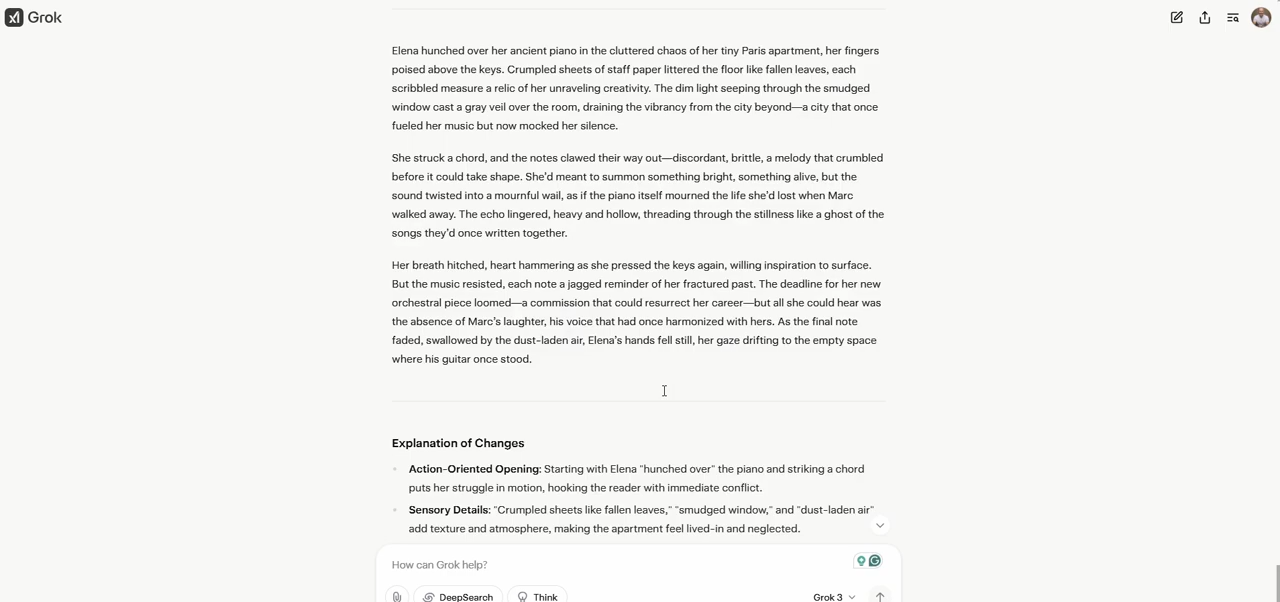 Grok
Elena hunched over her ancient piano in the cluttered chaos of her tiny Paris apartment, her fingers
poised above the keys. Crumpled sheets of staff paper littered the floor like fallen leaves, each
scribbled measure a relic of her unraveling creativity. The dim light seeping through the smudged
window cast a gray veil over the room, draining the vibrancy from the city beyond—a city that once
fueled her music but now mocked her silence.
She struck a chord, and the notes clawed their way out—discordant, brittle, a melody that crumbled
before it could take shape. She'd meant to summon something bright, something alive, but the
sound twisted into a mournful wail, as if the piano itself mourned the life she'd lost when Marc
walked away. The echo lingered, heavy and hollow, threading through the stillness like a ghost of the
songs they'd once written together.
Her breath hitched, heart hammering as she pressed the keys again, willing inspiration to surface.
But the music resisted, each note a jagged reminder of her fractured past. The deadline for her new
orchestral piece loomed—a commission that could resurrect her career—but all she could hear was
the absence of Marc's laughter, his voice that had once harmonized with hers. As the final note
faded, swallowed by the dust-laden air, Elena's hands fell still, her gaze drifting to the empty space
where his guitar once stood.
Explanation of Changes
Action-Oriented Opening: Starting with Elena "hunched over" the piano and striking a chord
puts her struggle in motion, hooking the reader with immediate conflict.
Sensory Details: "Crumpled sheets like fallen leaves," "smudged window," and "dust-laden air"
add texture and atmosphere, making the apartment feel lived-in and neglected.
How can Grok help?
DeepSearch Think Grok 3